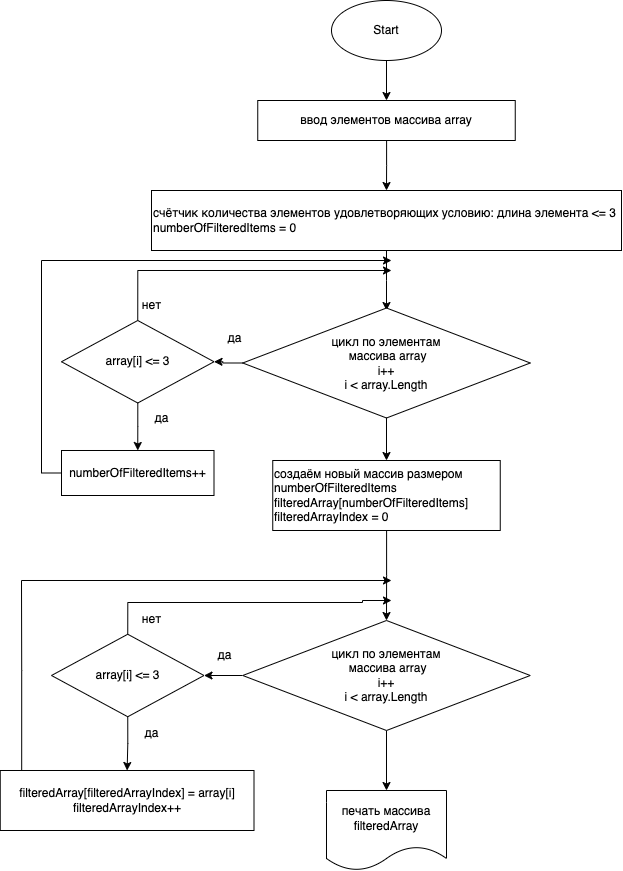 Start
ввод элементов массива array
счётчик количества элементов удовлетворяющих условию: длина элемента <= 3
numberOfFilteredItems = 0
нет
да
array[i] <= 3
цикл по элементам
массива array
i++
i < array.Length
да
numberOfFilteredItems++
создаём новый массив размером
numberOfFilteredItems
filteredArray[numberOfFilteredItems]
filteredArrayIndex = 0
нет
да
array[i] <= 3
цикл по элементам
массива array
i++
i < array.Length
да
filteredArray[filteredArrayIndex] = array[i]
filteredArrayIndex++
печать массива
filteredArray